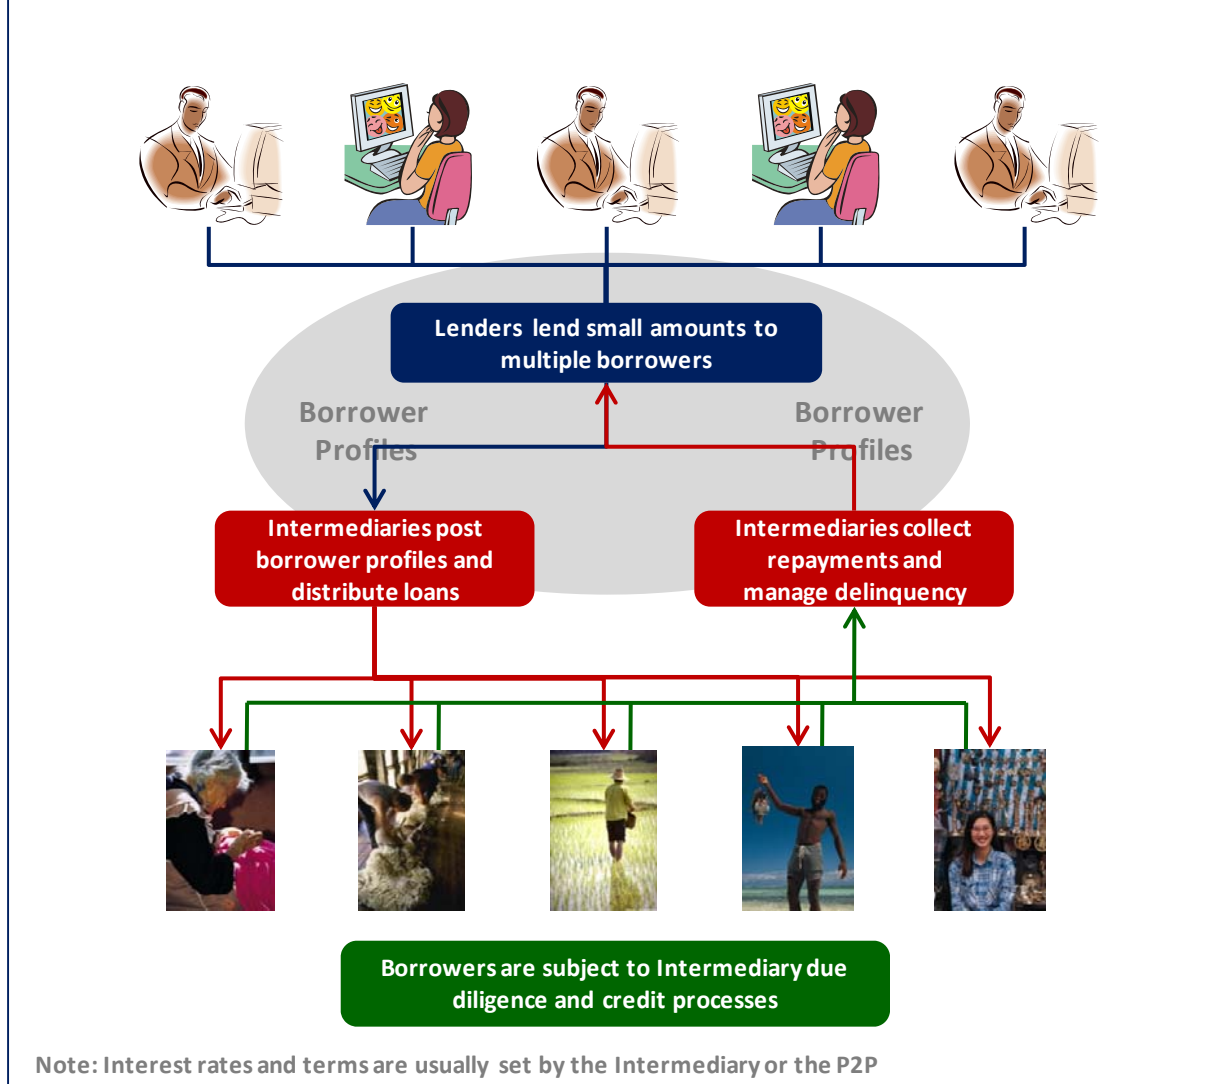 Lenders lend small amounts to
multiple borrowers
Borrower
Profiles
Borrower
Profiles
Intermediaries post
borrower profiles and
distribute loans
Intermediaries collect
repayments and
manage delinquency
Borrowers are subject to Intermediary due
diligence and credit processes
Note: Interest rates and terms are usually set by the Intermediary or the P2P